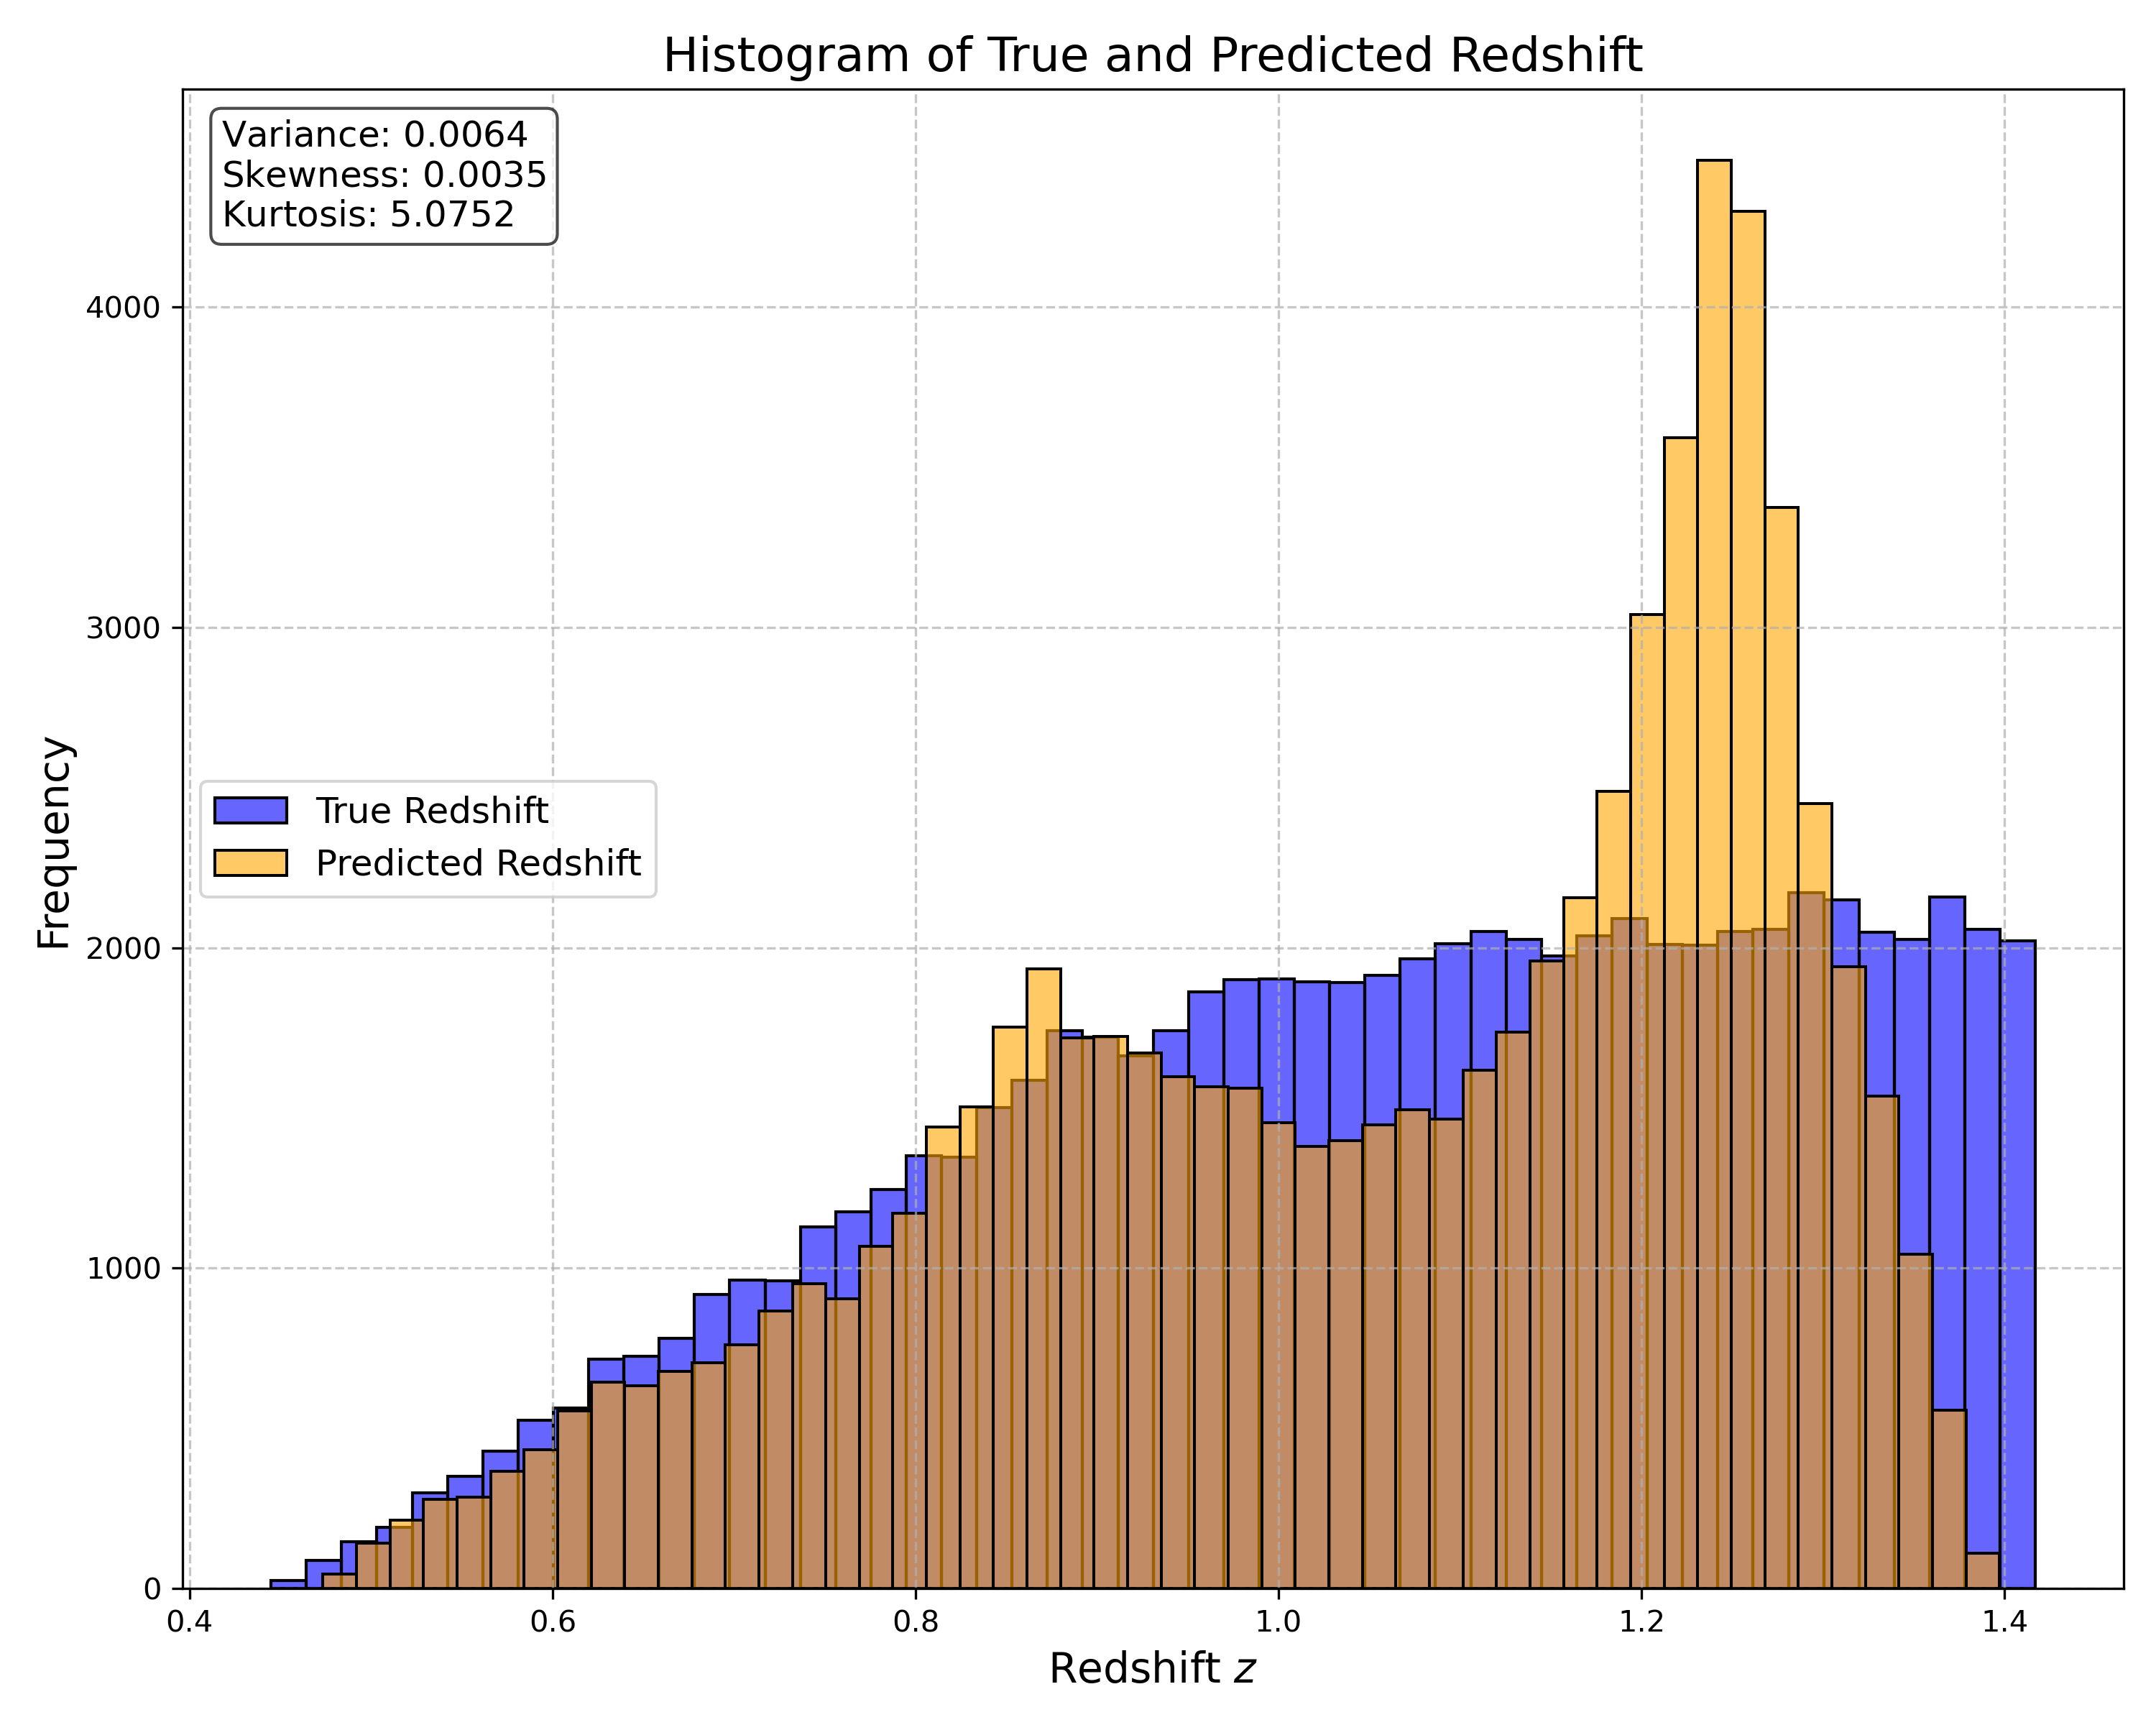 Histogram of True and Predicted Redshift
Variance: 0.0064
Skewness: 0.0035
Kurtosis: 5.0752
True Redshift
Predicted Redshift
Frequency
4000
3000
2000
1000
0
0.4 0.6 0.8 1.0 1.2 1.4
Redshift z